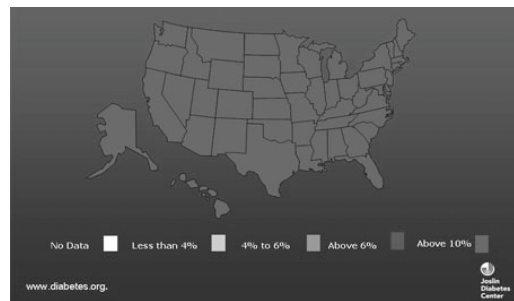 No Data Less than 4% 4% to 6% Above 6% Above 10%
www.diabetes.org.
Joslin
Diabetes
Center